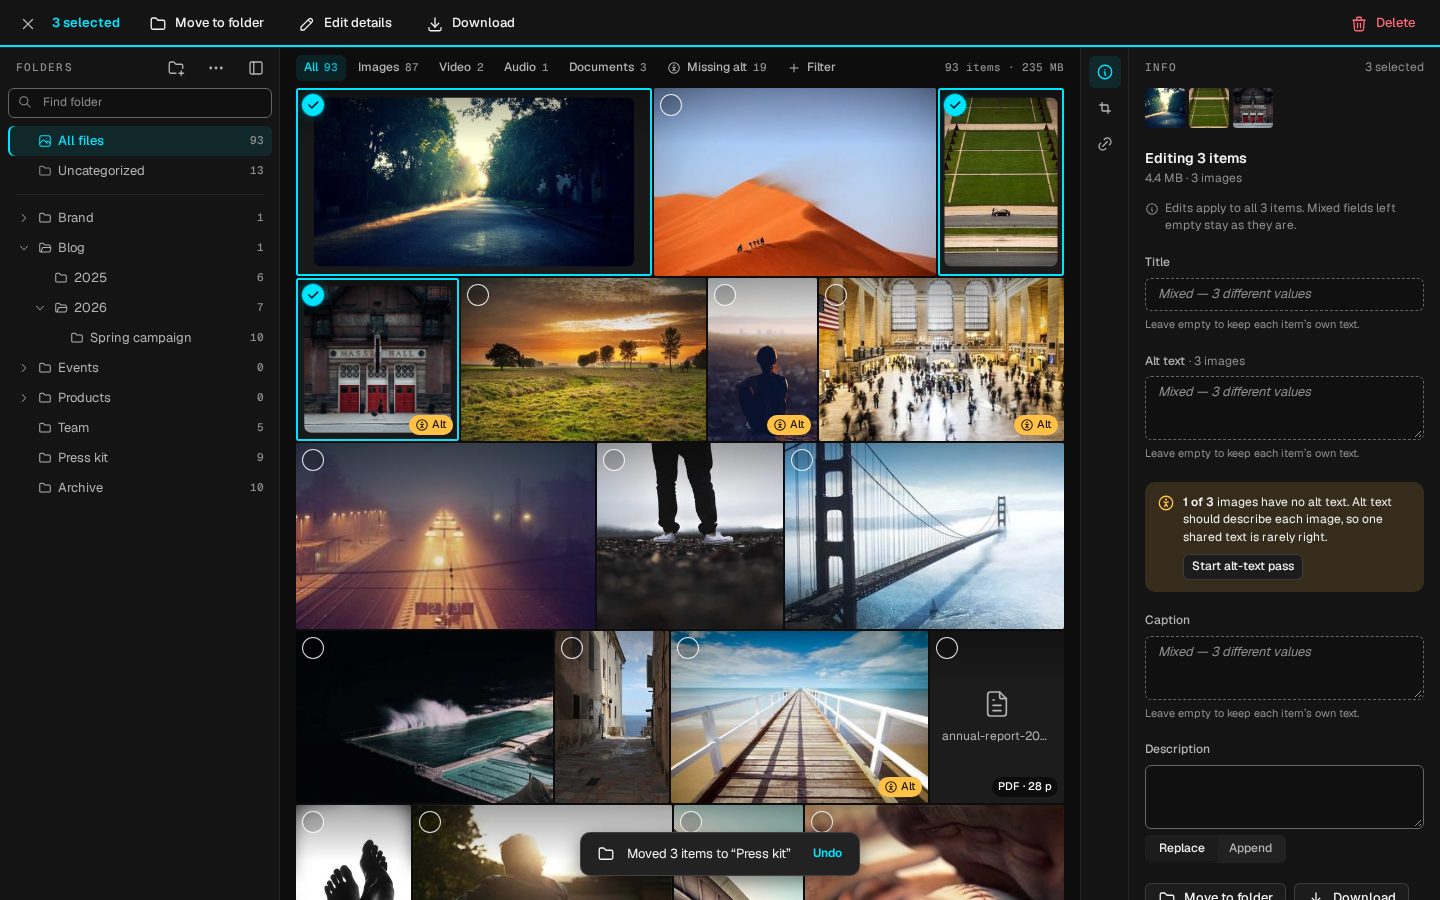 3 selected
Move to folder
Edit details
Download
Delete
FOLDERS
Find folder
All files 93
Uncategorized 13
Brand 1
Blog 1
2025 6
2026 7
Spring campaign 10
Events 0
Products 0
Team 5
Press kit 9
Archive 10
All 93
Images 87
Video 2
Audio 1
Documents 3
Missing alt 19
Filter
93 items · 235 MB
MASSEY HALL
Alt
Alt
Alt
Alt
annual-report-20…
PDF · 28 p
Moved 3 items to “Press kit”
Undo
INFO
3 selected
Editing 3 items
4.4 MB · 3 images
Edits apply to all 3 items. Mixed fields left
empty stay as they are.
Title
Mixed — 3 different values
Leave empty to keep each item’s own text.
Alt text · 3 images
Mixed — 3 different values
Leave empty to keep each item’s own text.
1 of 3 images have no alt text. Alt text
should describe each image, so one
shared text is rarely right.
Start alt-text pass
Caption
Mixed — 3 different values
Leave empty to keep each item’s own text.
Description
Replace
Append
Move to folder
Download